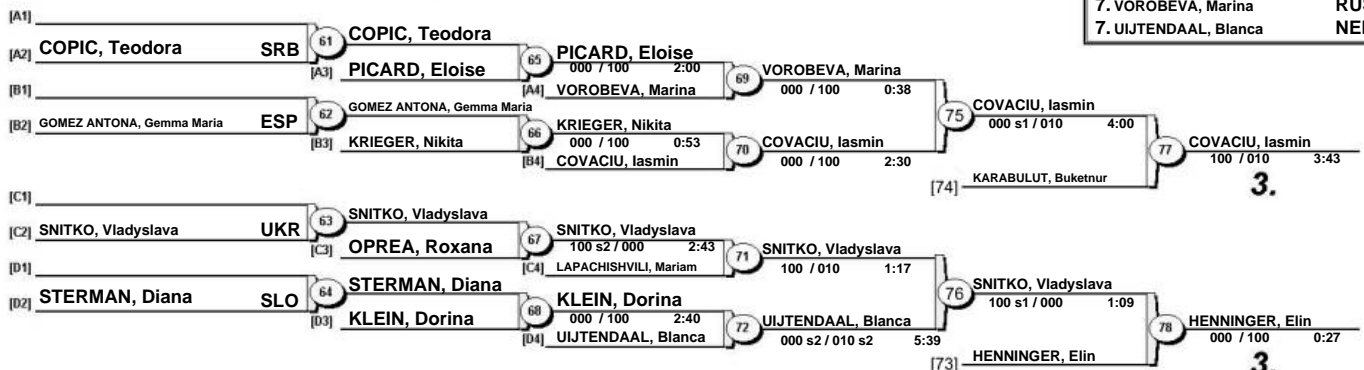 7. VOROBEVA, Marina
7. UIJTENDAAL, Blanca
[A1]
[A2] COPIC, Teodora SRB
61 COPIC, Teodora
[A3] PICARD, Eloise
65 PICARD, Eloise
000 / 100 2:00
[A4] VOROBEVA, Marina
69 VOROBEVA, Marina
000 / 100 0:38
[B1]
[B2] GOMEZ ANTONA, Gemma Maria ESP
62 GOMEZ ANTONA, Gemma Maria
[B3] KRIEGER, Nikita
66 KRIEGER, Nikita
000 / 100 0:53
[B4] COVACIU, Iasmin
70 COVACIU, Iasmin
000 / 100 2:30
75 COVACIU, Iasmin
000 s1 / 010 4:00
[74] KARABULUT, Buketnur
77 COVACIU, Iasmin
100 / 010 3:43
3.
[C1]
[C2] SNITKO, Vladyslava UKR
63 SNITKO, Vladyslava
[C3] OPREA, Roxana
67 SNITKO, Vladyslava
100 s2 / 000 2:43
[C4] LAPACHISHVILI, Mariam
71 SNITKO, Vladyslava
100 / 010 1:17
[D1]
[D2] STERMAN, Diana SLO
64 STERMAN, Diana
[D3] KLEIN, Dorina
68 KLEIN, Dorina
000 / 100 2:40
[D4] UIJTENDAAL, Blanca
72 UIJTENDAAL, Blanca
000 s2 / 010 s2 5:39
76 SNITKO, Vladyslava
100 s1 / 000 1:09
[73] HENNINGER, Elin
78 HENNINGER, Elin
000 / 100 0:27
3.